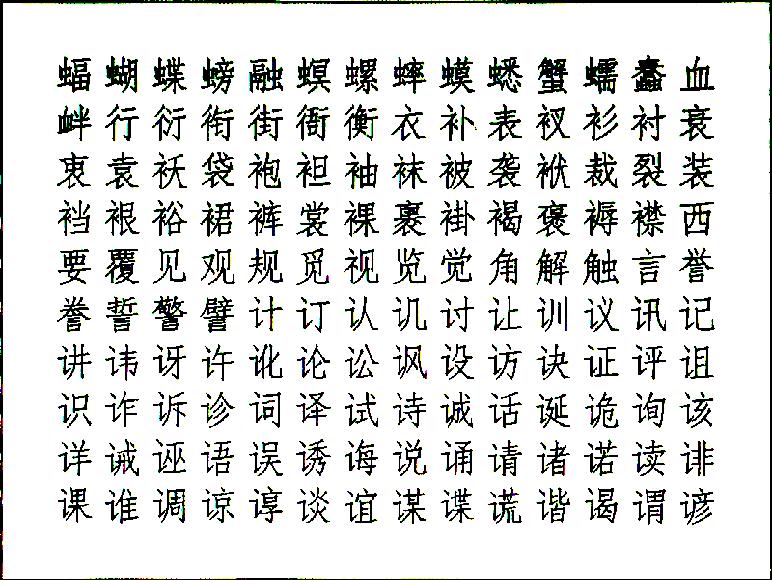 蝠蝴蝶螃融螟螺蟀蟆蟋蟹蠕蠢血
衅行衍衔街衙衡衣补表衩衫衬衰
衷袁袄袋袍袒袖袜被袭袱裁裂装
裆裉裕裙裤裳裸裹褂褐褒褥襟西
要覆见观规觅视览觉角解触言誉
誊誓警譬计订认讥讨让训议讯记
讲讳讶许讹论讼讽设访诀证评诅
识诈诉诊词译试诗诚话诞诡询该
详诫诬语误诱诲说诵请诸诺读诽
课谁调谅谆谈谊谋谍谎谐谒谓谚